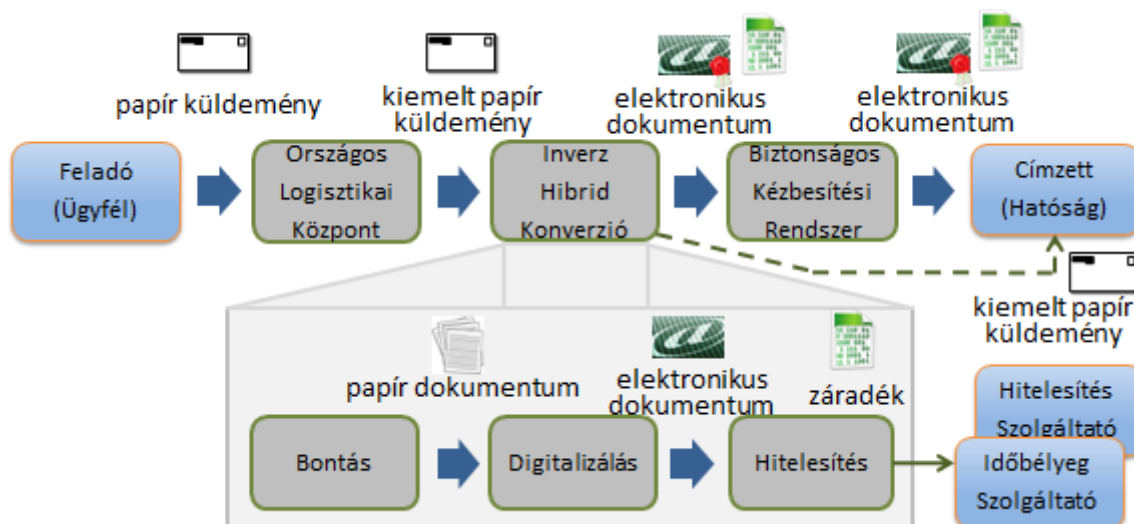 papír küldemény
kiemelt papír
küldemény
elektronikus
dokumentum
elektronikus
dokumentum
Feladó
(Ügyfél)
Országos
Logisztikai
Központ
Inverz
Hibrid
Konverzió
Biztonságos
Kézbesítési
Rendszer
Címzett
(Hatóság)
kiemelt papír
küldemény
papír dokumentum
elektronikus
dokumentum
záradék
Hitelesítés
Szolgáltató
Bontás
Digitalizálás
Hitelesítés
Időbélyeg
Szolgáltató